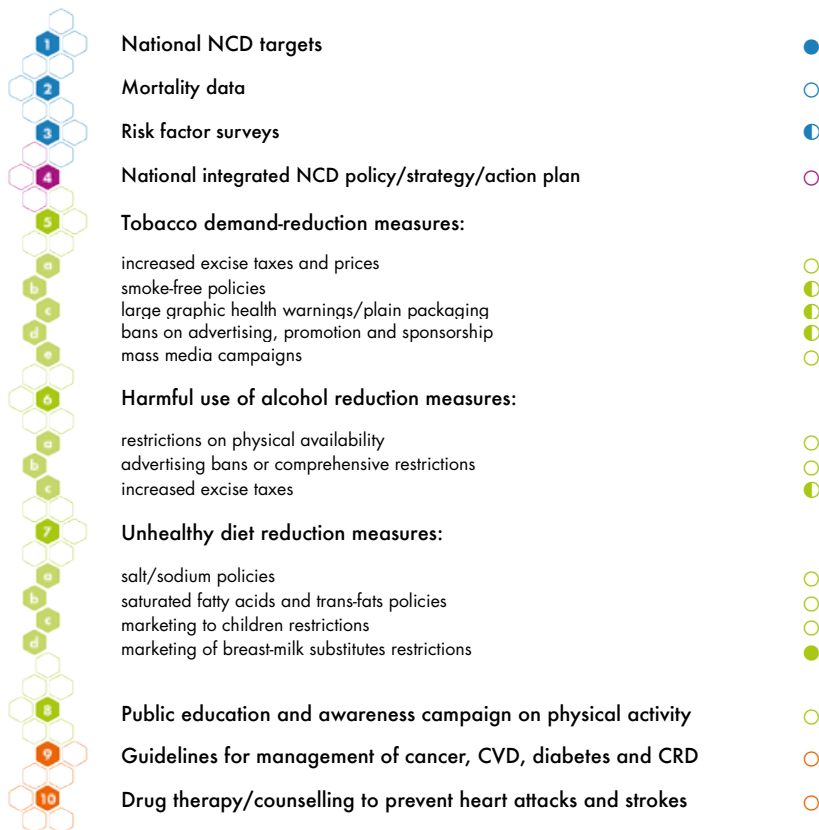 1 National NCD targets
2 Mortality data
3 Risk factor surveys
4 National integrated NCD policy/strategy/action plan
5 Tobacco demand-reduction measures:
a increased excise taxes and prices
b smoke-free policies
c large graphic health warnings/plain packaging
d bans on advertising, promotion and sponsorship
e mass media campaigns
6 Harmful use of alcohol reduction measures:
a restrictions on physical availability
b advertising bans or comprehensive restrictions
c increased excise taxes
7 Unhealthy diet reduction measures:
a salt/sodium policies
b saturated fatty acids and trans-fats policies
c marketing to children restrictions
d marketing of breast-milk substitutes restrictions
8 Public education and awareness campaign on physical activity
9 Guidelines for management of cancer, CVD, diabetes and CRD
10 Drug therapy/counselling to prevent heart attacks and strokes